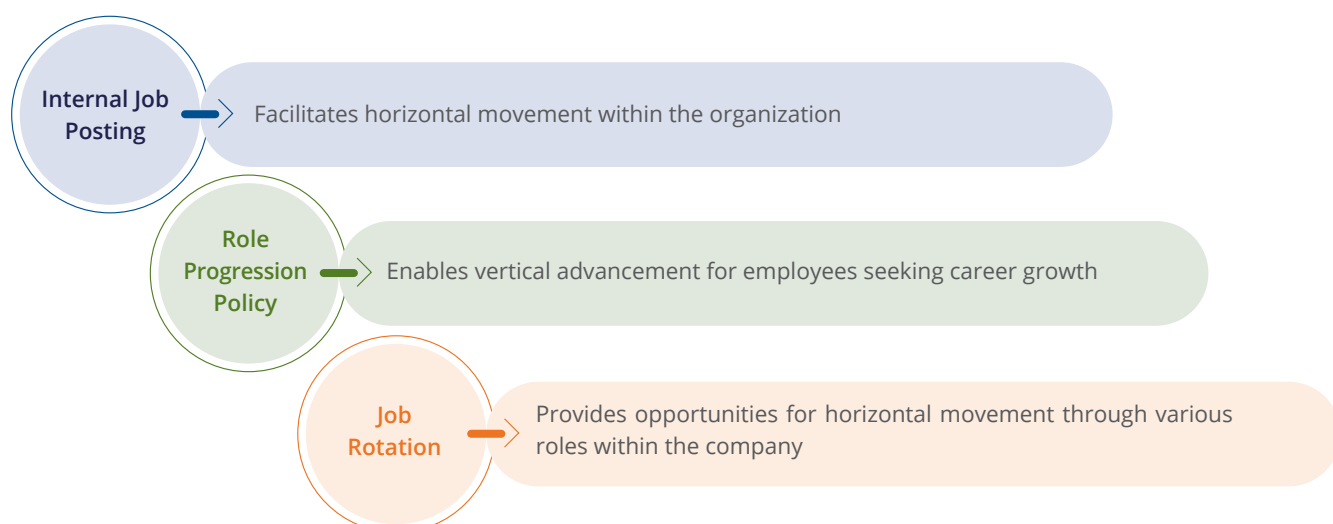 Internal Job
Posting
Facilitates horizontal movement within the organization
Role
Progression
Policy
Enables vertical advancement for employees seeking career growth
Job
Rotation
Provides opportunities for horizontal movement through various
roles within the company